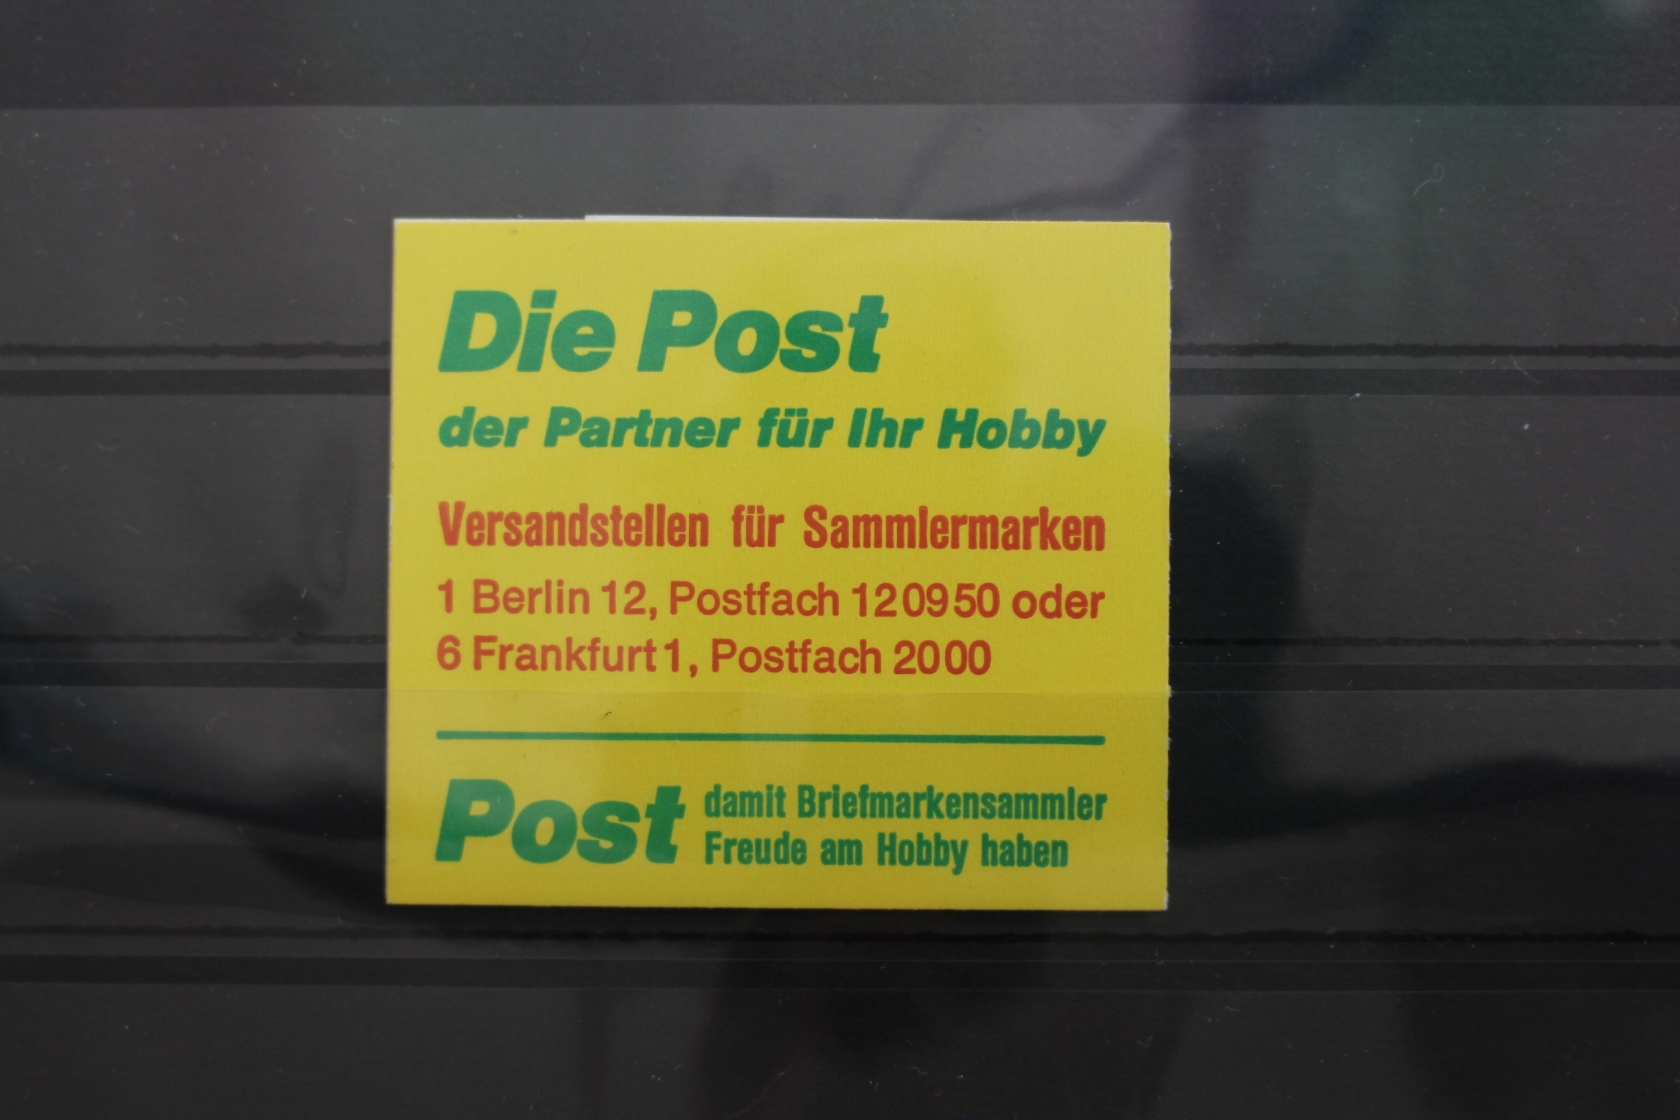 Die Post
der Partner für Ihr Hobby
Versandstellen für Sammlermarken
1 Berlin 12, Postfach 120950 oder
6 Frankfurt 1, Postfach 2000
Post damit Briefmarkensammler
Freude am Hobby haben